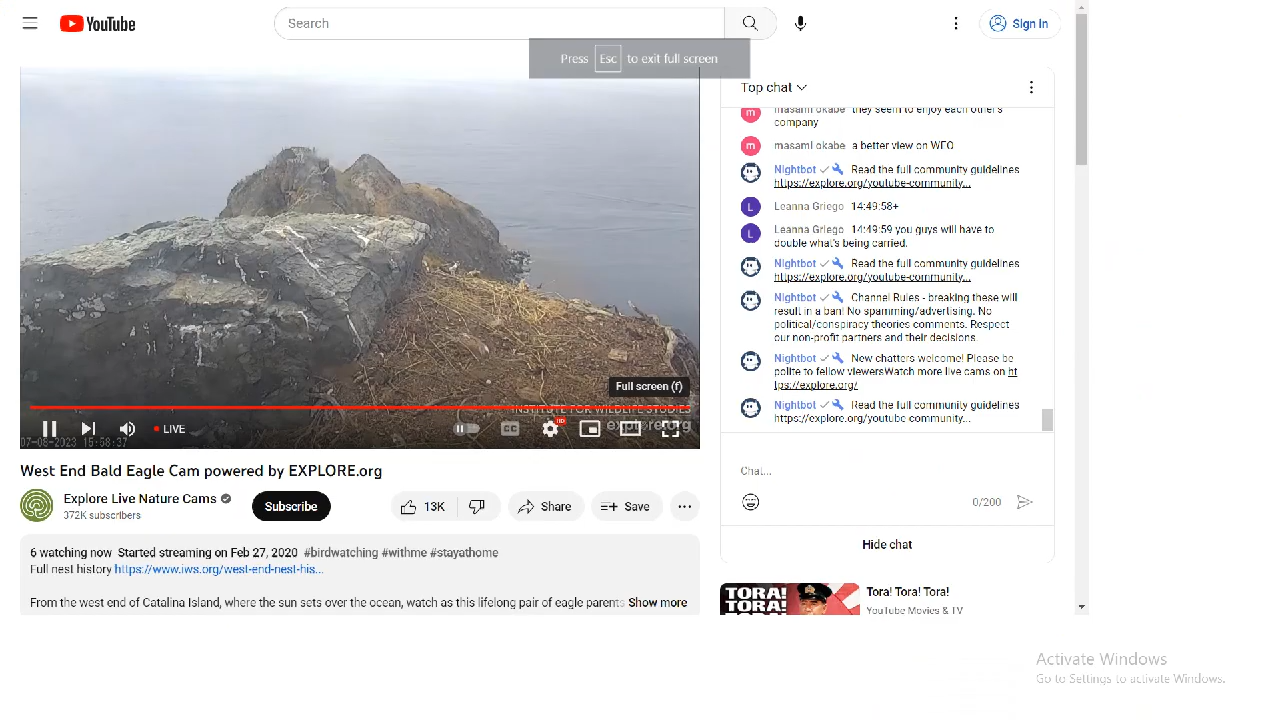 YouTube
Search
Sign in
Press Esc to exit full screen
Top chat
masami okabe they seem to enjoy each other's
company
masami okabe a better view on WEO
Nightbot Read the full community guidelines
https://explore.org/youtube-community...
L Leanna Griego 14:49:58+
L Leanna Griego 14:49:59 you guys will have to
double what's being carried.
Nightbot Read the full community guidelines
https://explore.org/youtube-community...
Nightbot Channel Rules - breaking these will
result in a ban! No spamming/advertising. No
political/conspiracy theories comments. Respect
our non-profit partners and their decisions.
Nightbot New chatters welcome! Please be
polite to fellow viewersWatch more live cams on ht
tps://explore.org/
Nightbot Read the full community guidelines
https://explore.org/youtube-community...
Chat...
0/200
Hide chat
Full screen (f)
INSTITUTE FOR WILDLIFE STUDIES
explore.org
LIVE
CC
HD
07-08-2023 15:58:37
West End Bald Eagle Cam powered by EXPLORE.org
Explore Live Nature Cams
372K subscribers
Subscribe
13K
Share
Save
6 watching now Started streaming on Feb 27, 2020 #birdwatching #withme #stayathome
Full nest history https://www.iws.org/west-end-nest-his...
From the west end of Catalina Island, where the sun sets over the ocean, watch as this lifelong pair of eagle parents Show more
TORA!
TORA!
Tora! Tora! Tora!
YouTube Movies & TV
Activate Windows
Go to Settings to activate Windows.